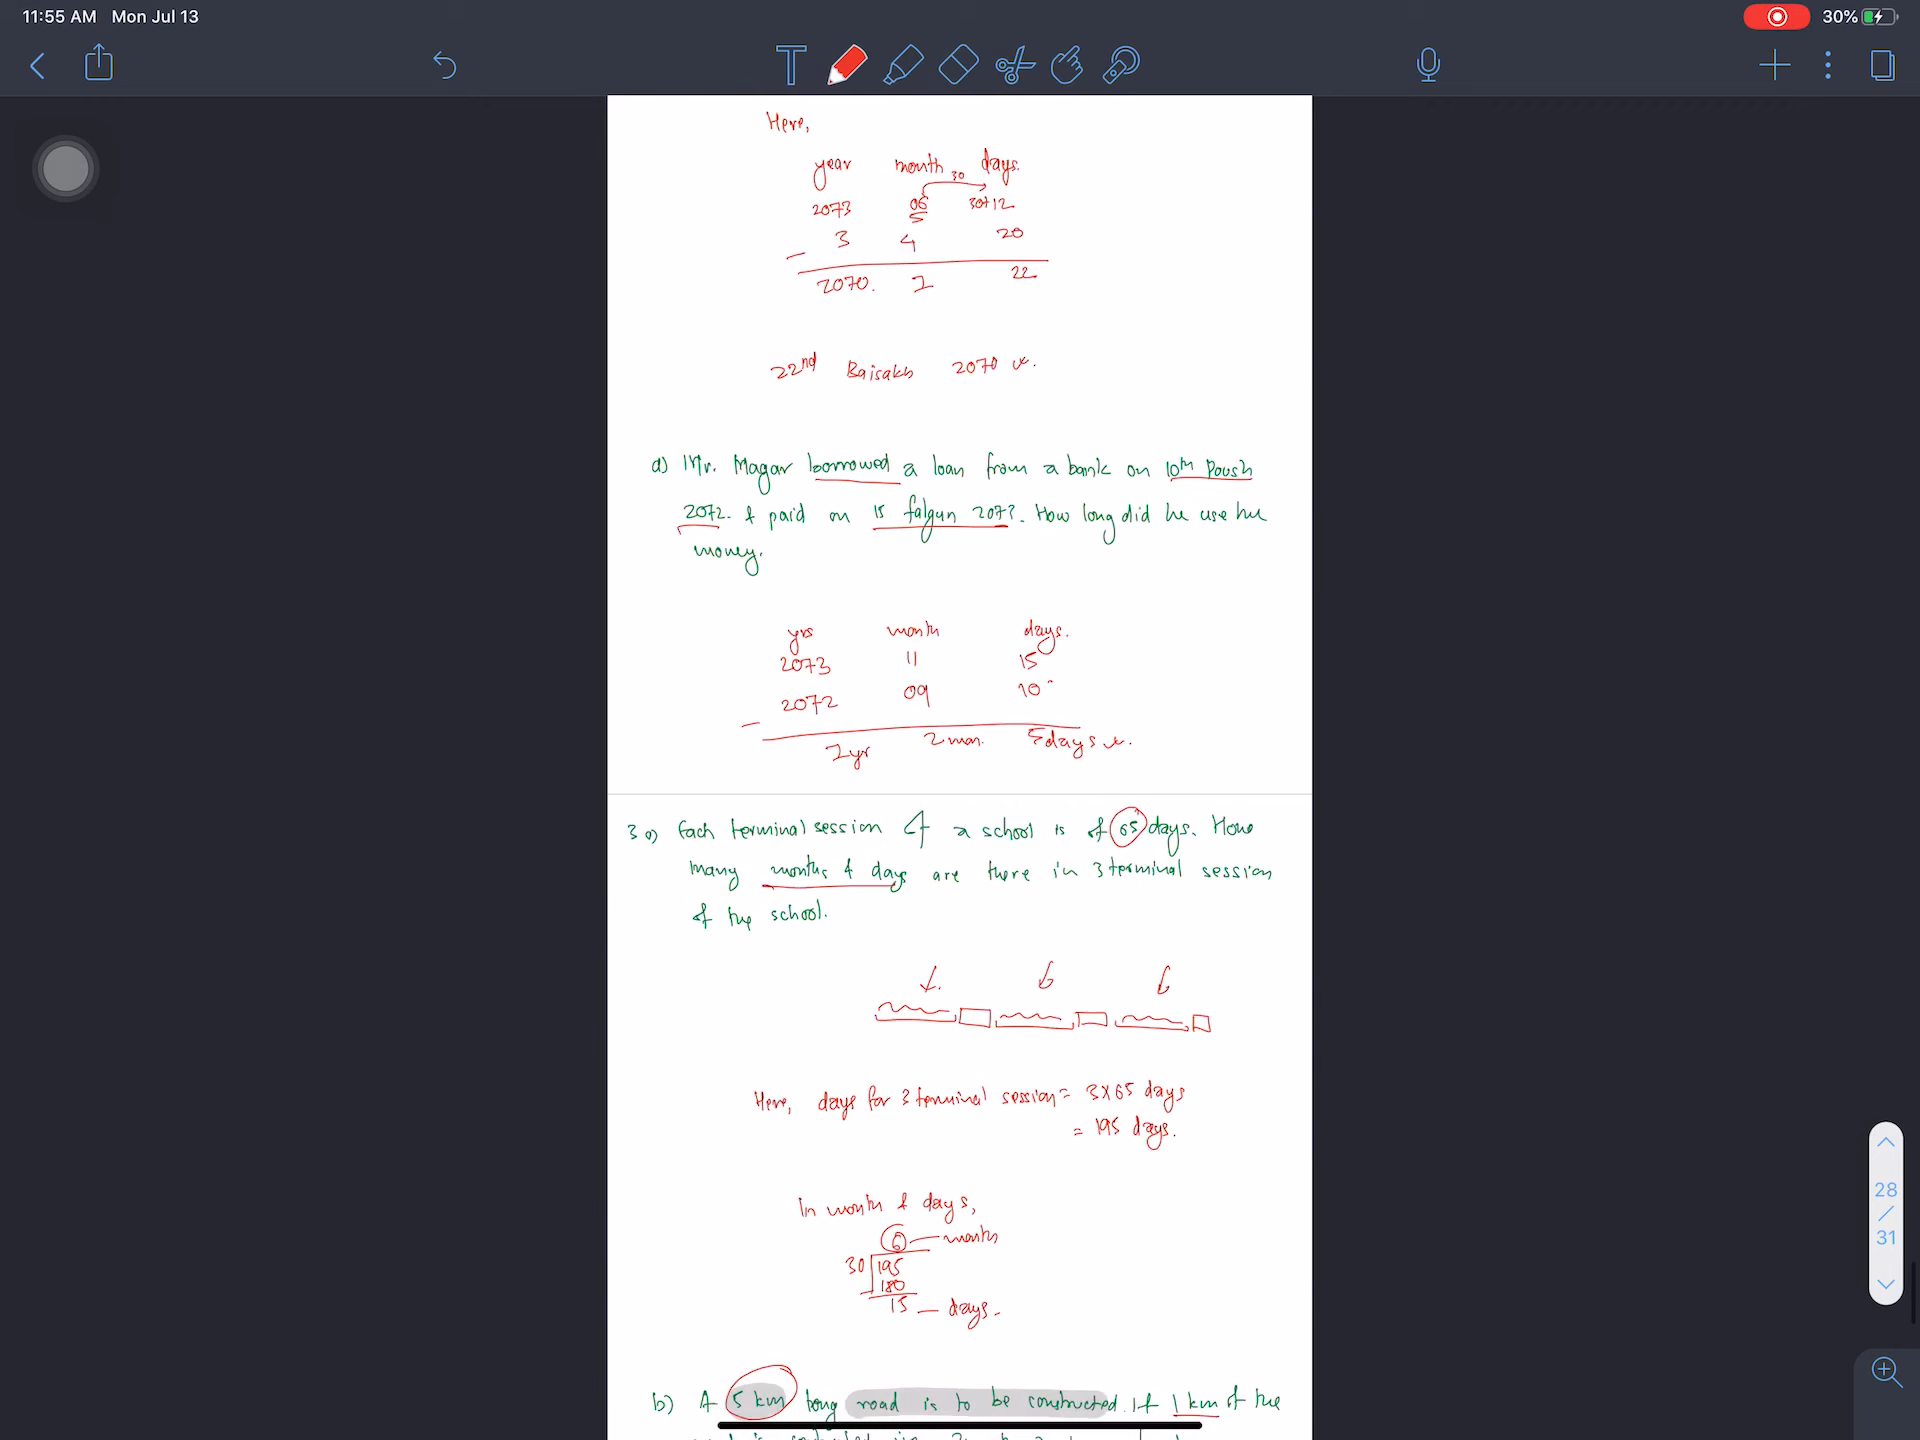 11:55 AM Mon Jul 13
30%
Here,
year month days.
30
2073 06 30+12
5
3 4 20
2070. 1 22
22nd Baisakh 2070
a) Mr. Magar borrowed a loan from a bank on 10th Poush
2072. & paid on 15 falgun 2073. How long did he use the
money.
yrs month days.
2073 11 15
2072 09 10
1yr 2 mon. 5days
3 a) Each terminal session of a school is of 65 days. How
many months & days are there in 3 terminal session
of the school.
Here, days for 3 terminal session = 3x65 days
= 195 days.
In month & days,
6 — months
30 195
180
15 — days.
b) A 5 km long road is to be constructed. If 1 km of the
28
/
31